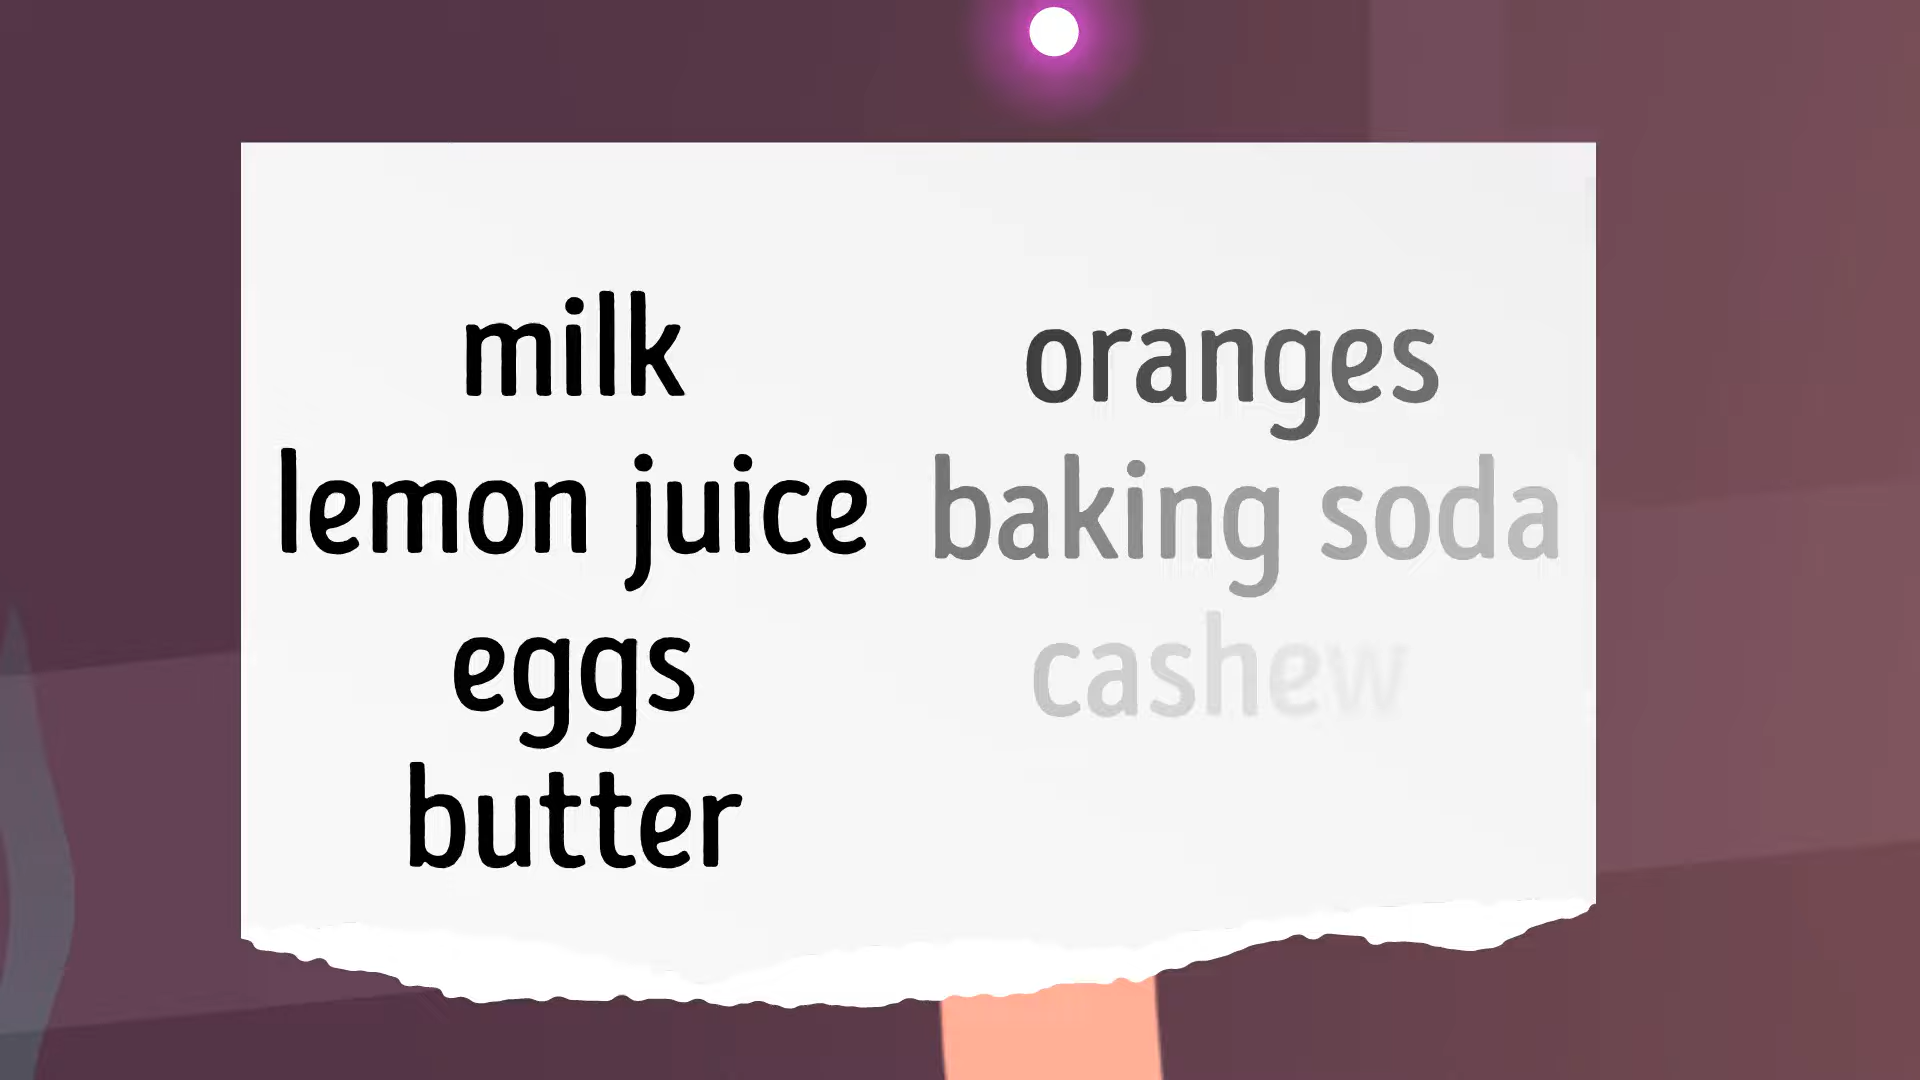 milk
lemon juice
eggs
butter
oranges
baking soda
cashew